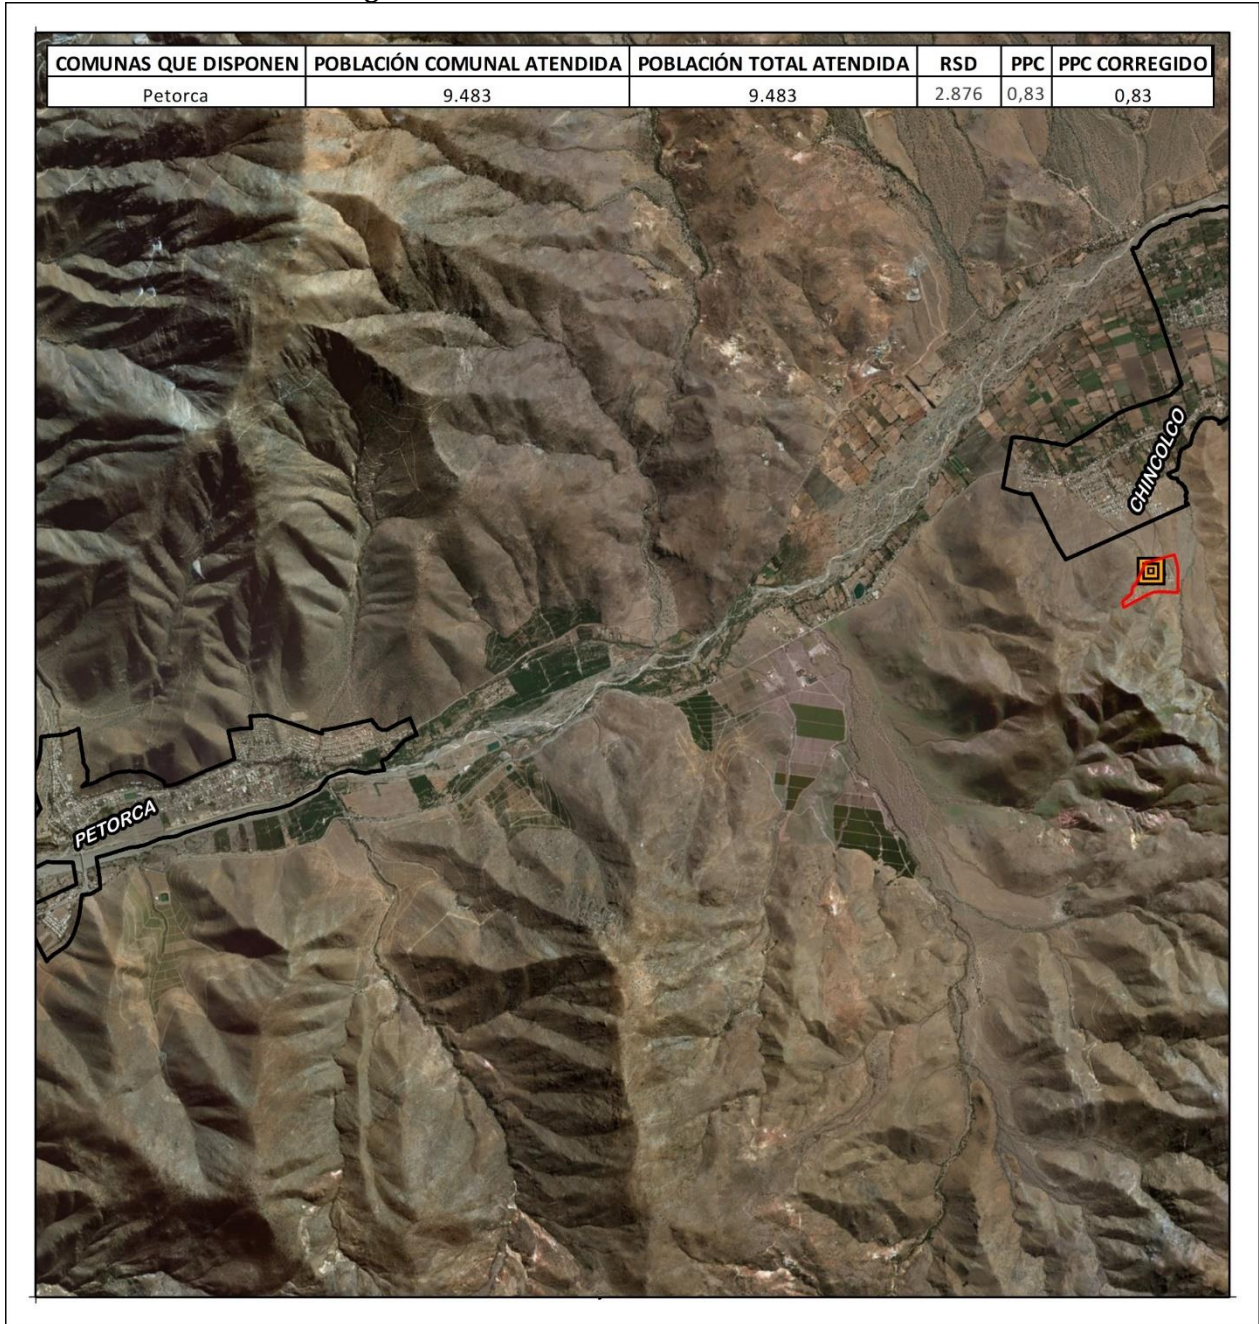 COMUNAS QUE DISPONEN POBLACIÓN COMUNAL ATENDIDA POBLACIÓN TOTAL ATENDIDA RSD PPC PPC CORREGIDO
Petorca 9.483 9.483 2.876 0,83 0,83
CHINCOLCO
PETORCA